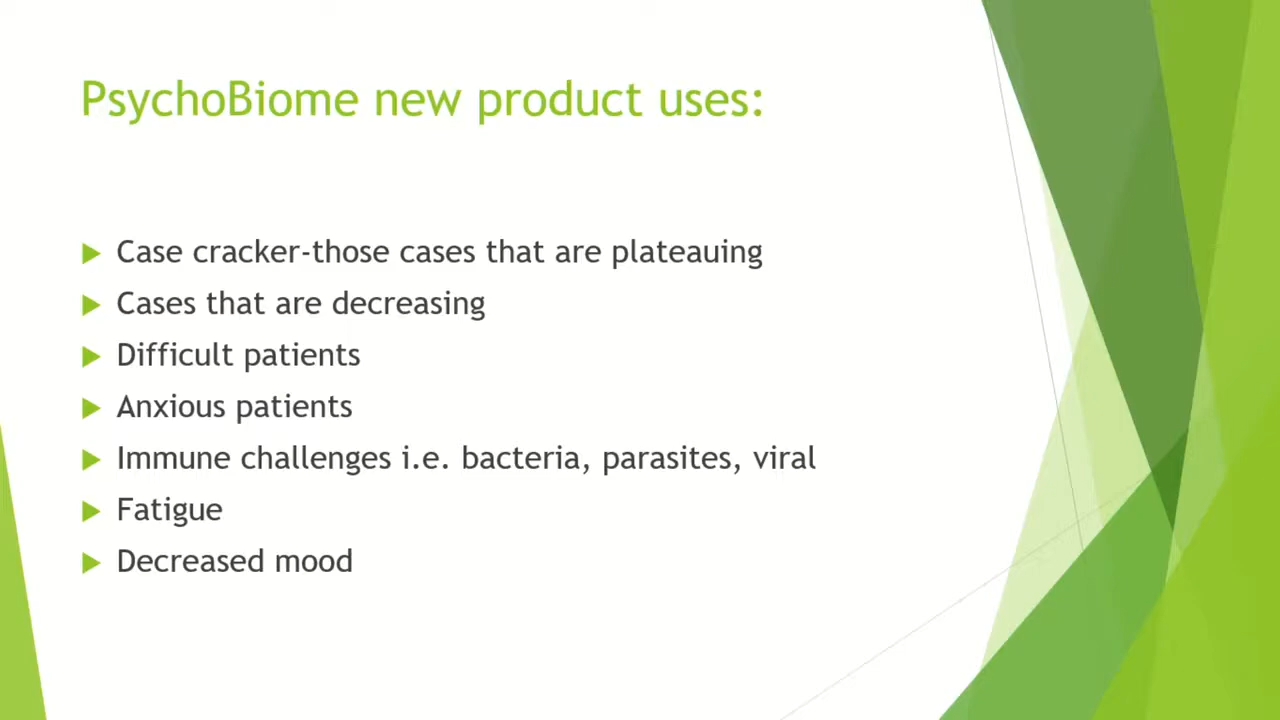 PsychoBiome new product uses:
Case cracker-those cases that are plateauing
Cases that are decreasing
Difficult patients
Anxious patients
Immune challenges i.e. bacteria, parasites, viral
Fatigue
Decreased mood